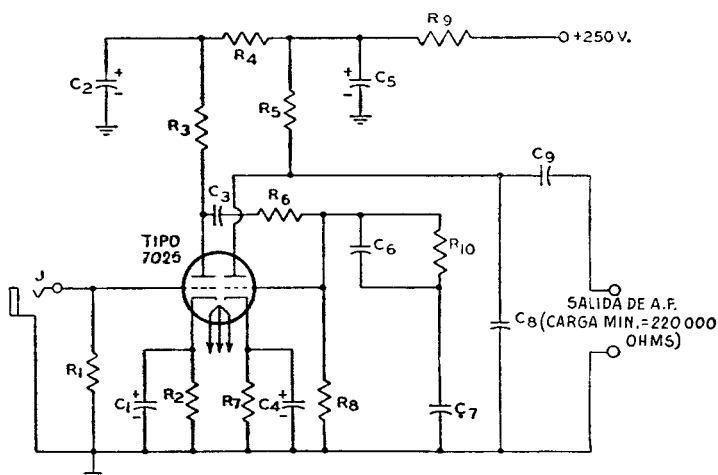 R9
+250 V.
R4
C2
+
-
+
-
C5
R3
R5
C9
C3
R6
TIPO
7025
C6
R10
J
SALIDA DE A.F.
(CARGA MIN.=220 000
OHMS)
C8
R1
C1
+
-
R2
R7
C4
+
-
R8
C7